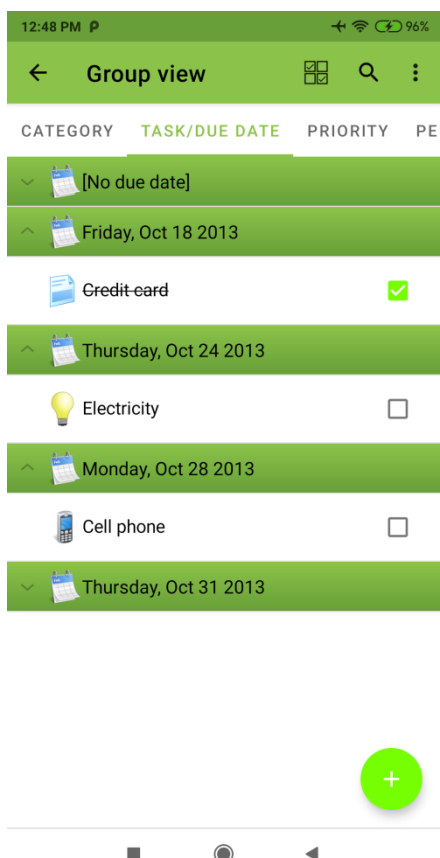 12:48 PM 96%
Group view
CATEGORY TASK/DUE DATE PRIORITY PE
[No due date]
Friday, Oct 18 2013
Credit card
Thursday, Oct 24 2013
Electricity
Monday, Oct 28 2013
Cell phone
Thursday, Oct 31 2013